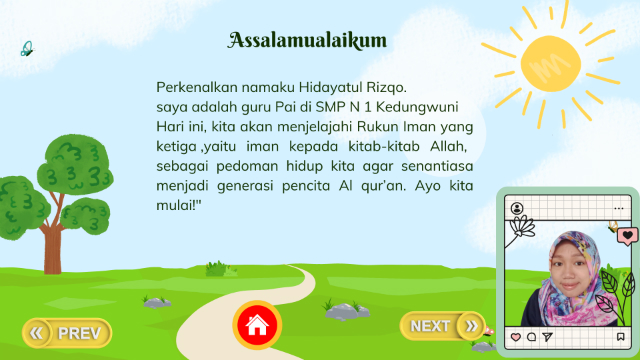 Assalamualaikum
Perkenalkan namaku Hidayatul Rizqo.
saya adalah guru Pai di SMP N 1 Kedungwuni
Hari ini, kita akan menjelajahi Rukun Iman yang
ketiga ,yaitu iman kepada kitab-kitab Allah,
sebagai pedoman hidup kita agar senantiasa
menjadi generasi pencita Al qur’an. Ayo kita
mulai!"
PREV
NEXT